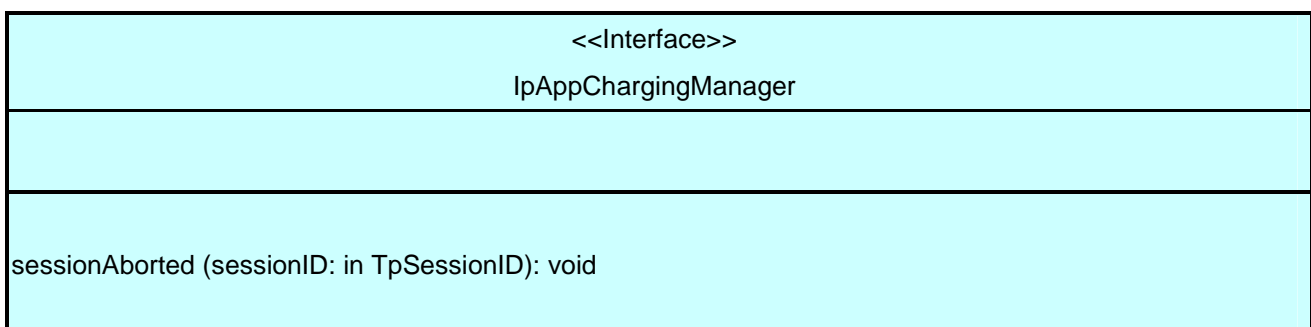 <<Interface>>
IpAppChargingManager
sessionAborted (sessionID: in TpSessionID): void